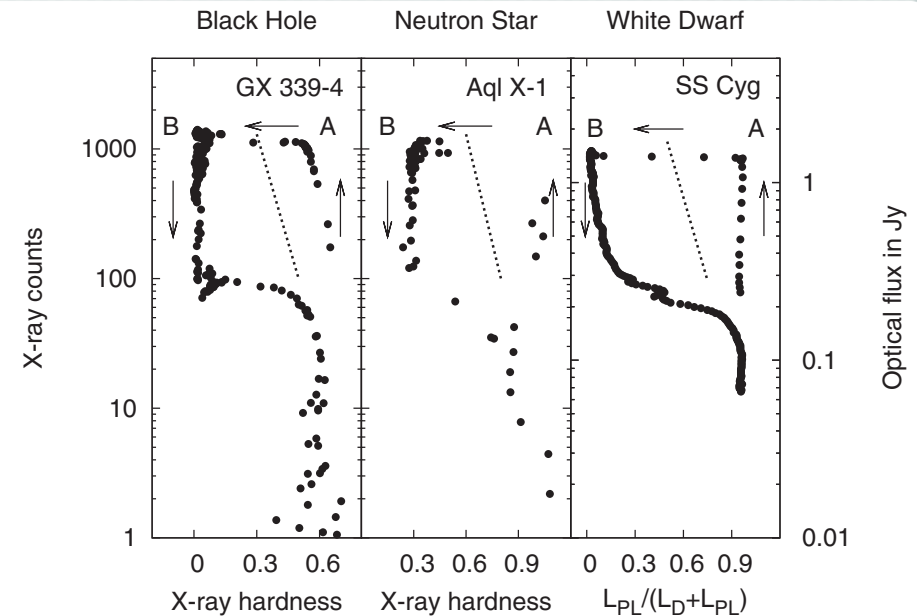 Black Hole Neutron Star White Dwarf
GX 339-4 Aql X-1 SS Cyg
B A B A B A
X-ray counts
1000
100
10
1
Optical flux in Jy
1
0.1
0.01
0 0.3 0.6 0.3 0.6 0.9 0 0.3 0.6 0.9
X-ray hardness X-ray hardness L_PL/(L_D+L_PL)